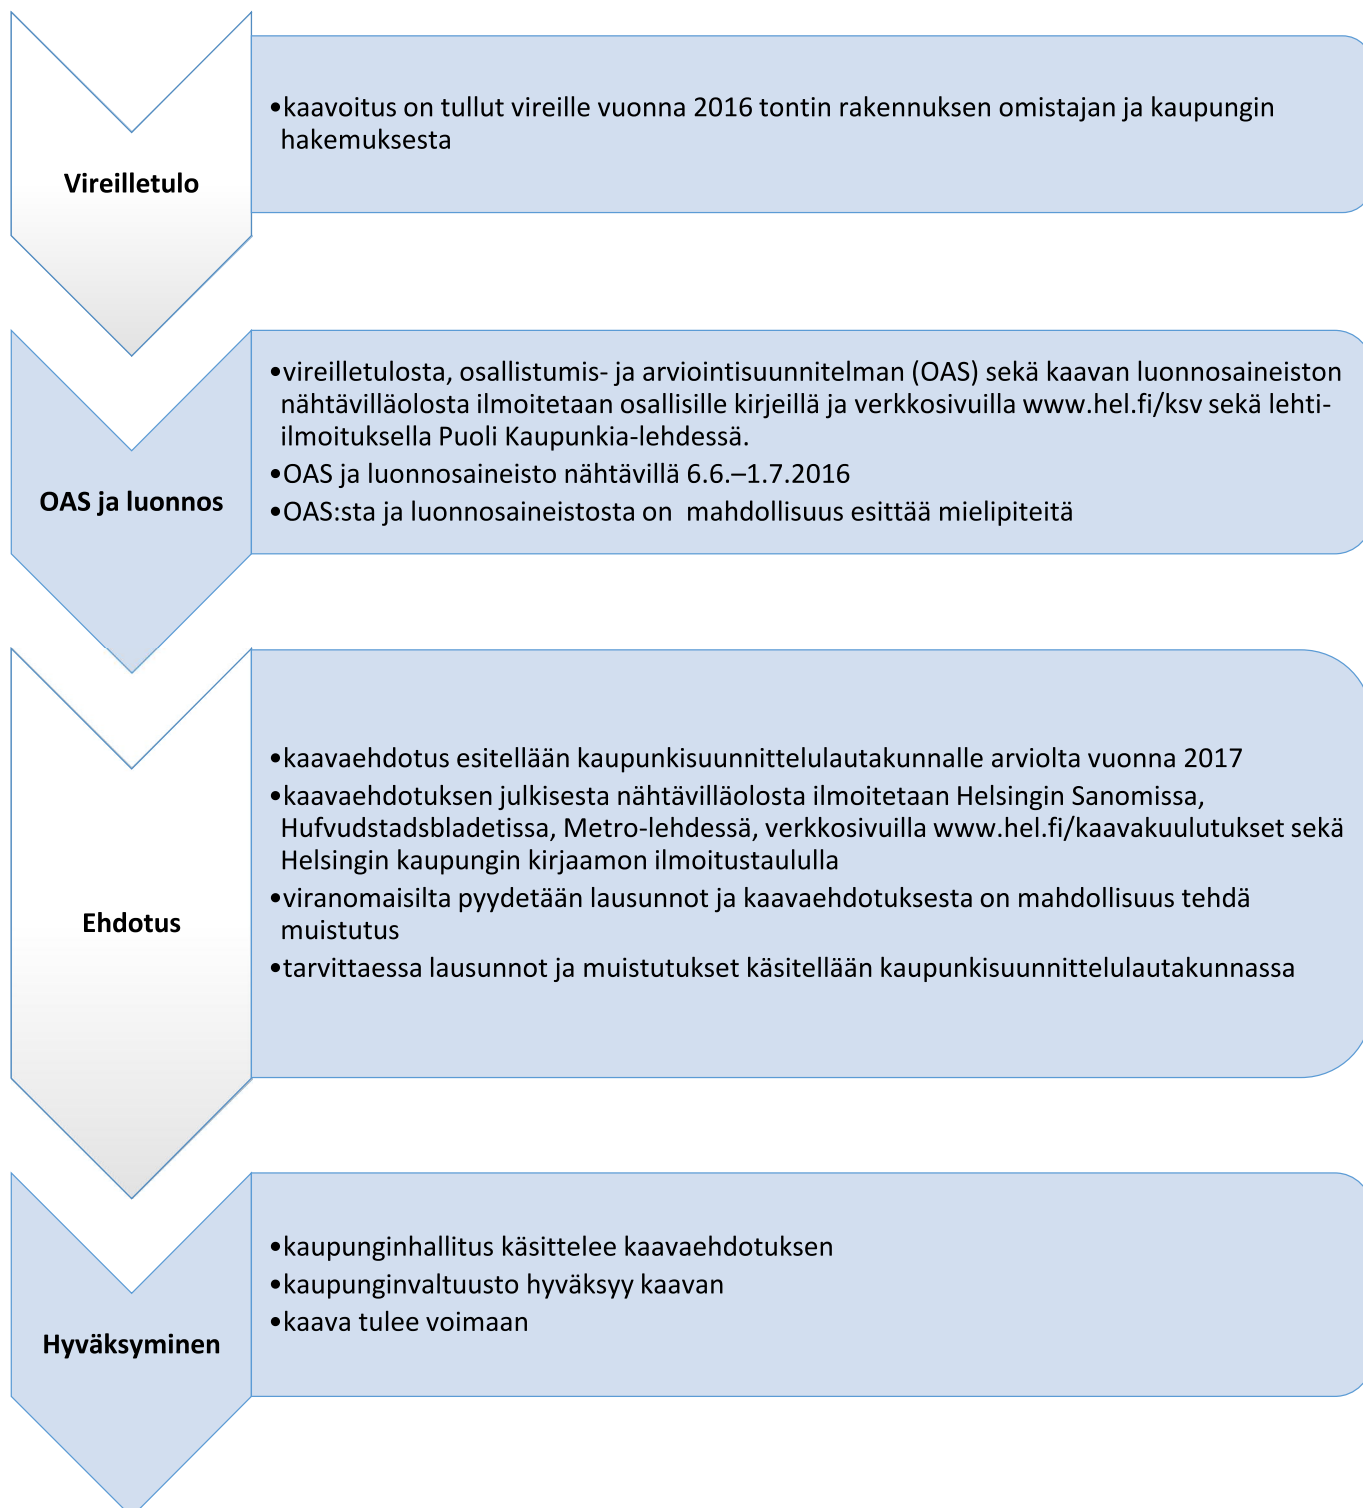 Vireilletulo
•kaavoitus on tullut vireille vuonna 2016 tontin rakennuksen omistajan ja kaupungin
hakemuksesta
OAS ja luonnos
•vireilletulosta, osallistumis- ja arviointisuunnitelman (OAS) sekä kaavan luonnosaineiston
nähtävilläolosta ilmoitetaan osallisille kirjeillä ja verkkosivuilla www.hel.fi/ksv sekä lehti-
ilmoituksella Puoli Kaupunkia-lehdessä.
•OAS ja luonnosaineisto nähtävillä 6.6.–1.7.2016
•OAS:sta ja luonnosaineistosta on mahdollisuus esittää mielipiteitä
Ehdotus
•kaavaehdotus esitellään kaupunkisuunnittelulautakunnalle arviolta vuonna 2017
•kaavaehdotuksen julkisesta nähtävilläolosta ilmoitetaan Helsingin Sanomissa,
Hufvudstadsbladetissa, Metro-lehdessä, verkkosivuilla www.hel.fi/kaavakuulutukset sekä
Helsingin kaupungin kirjaamon ilmoitustaululla
•viranomaisilta pyydetään lausunnot ja kaavaehdotuksesta on mahdollisuus tehdä
muistutus
•tarvittaessa lausunnot ja muistutukset käsitellään kaupunkisuunnittelulautakunnassa
Hyväksyminen
•kaupunginhallitus käsittelee kaavaehdotuksen
•kaupunginvaltuusto hyväksyy kaavan
•kaava tulee voimaan